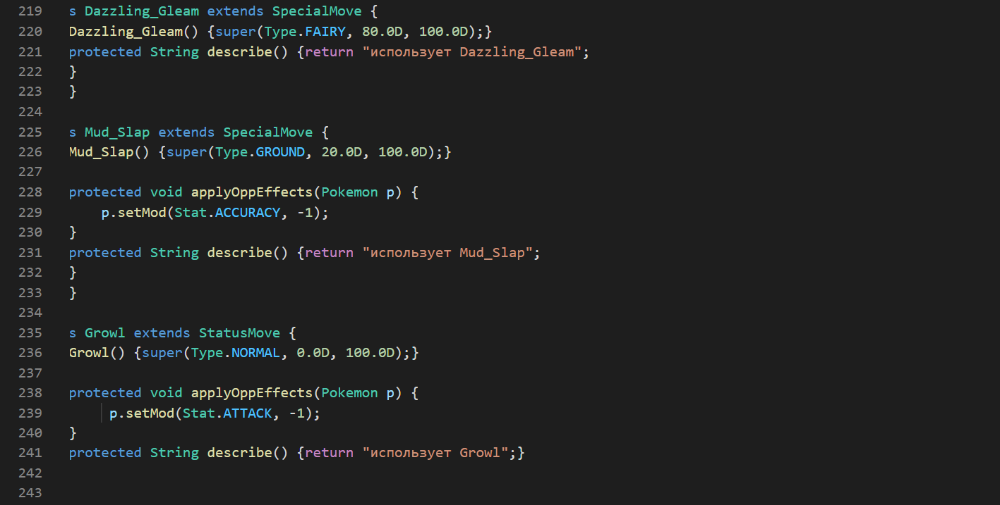 219 s Dazzling_Gleam extends SpecialMove {
220 Dazzling_Gleam() {super(Type.FAIRY, 80.0D, 100.0D);}
221 protected String describe() {return "использует Dazzling_Gleam";
222 }
223 }
224
225 s Mud_Slap extends SpecialMove {
226 Mud_Slap() {super(Type.GROUND, 20.0D, 100.0D);}
227
228 protected void applyOppEffects(Pokemon p) {
229     p.setMod(Stat.ACCURACY, -1);
230 }
231 protected String describe() {return "использует Mud_Slap";
232 }
233 }
234
235 s Growl extends StatusMove {
236 Growl() {super(Type.NORMAL, 0.0D, 100.0D);}
237
238 protected void applyOppEffects(Pokemon p) {
239      p.setMod(Stat.ATTACK, -1);
240 }
241 protected String describe() {return "использует Growl";}
242
243